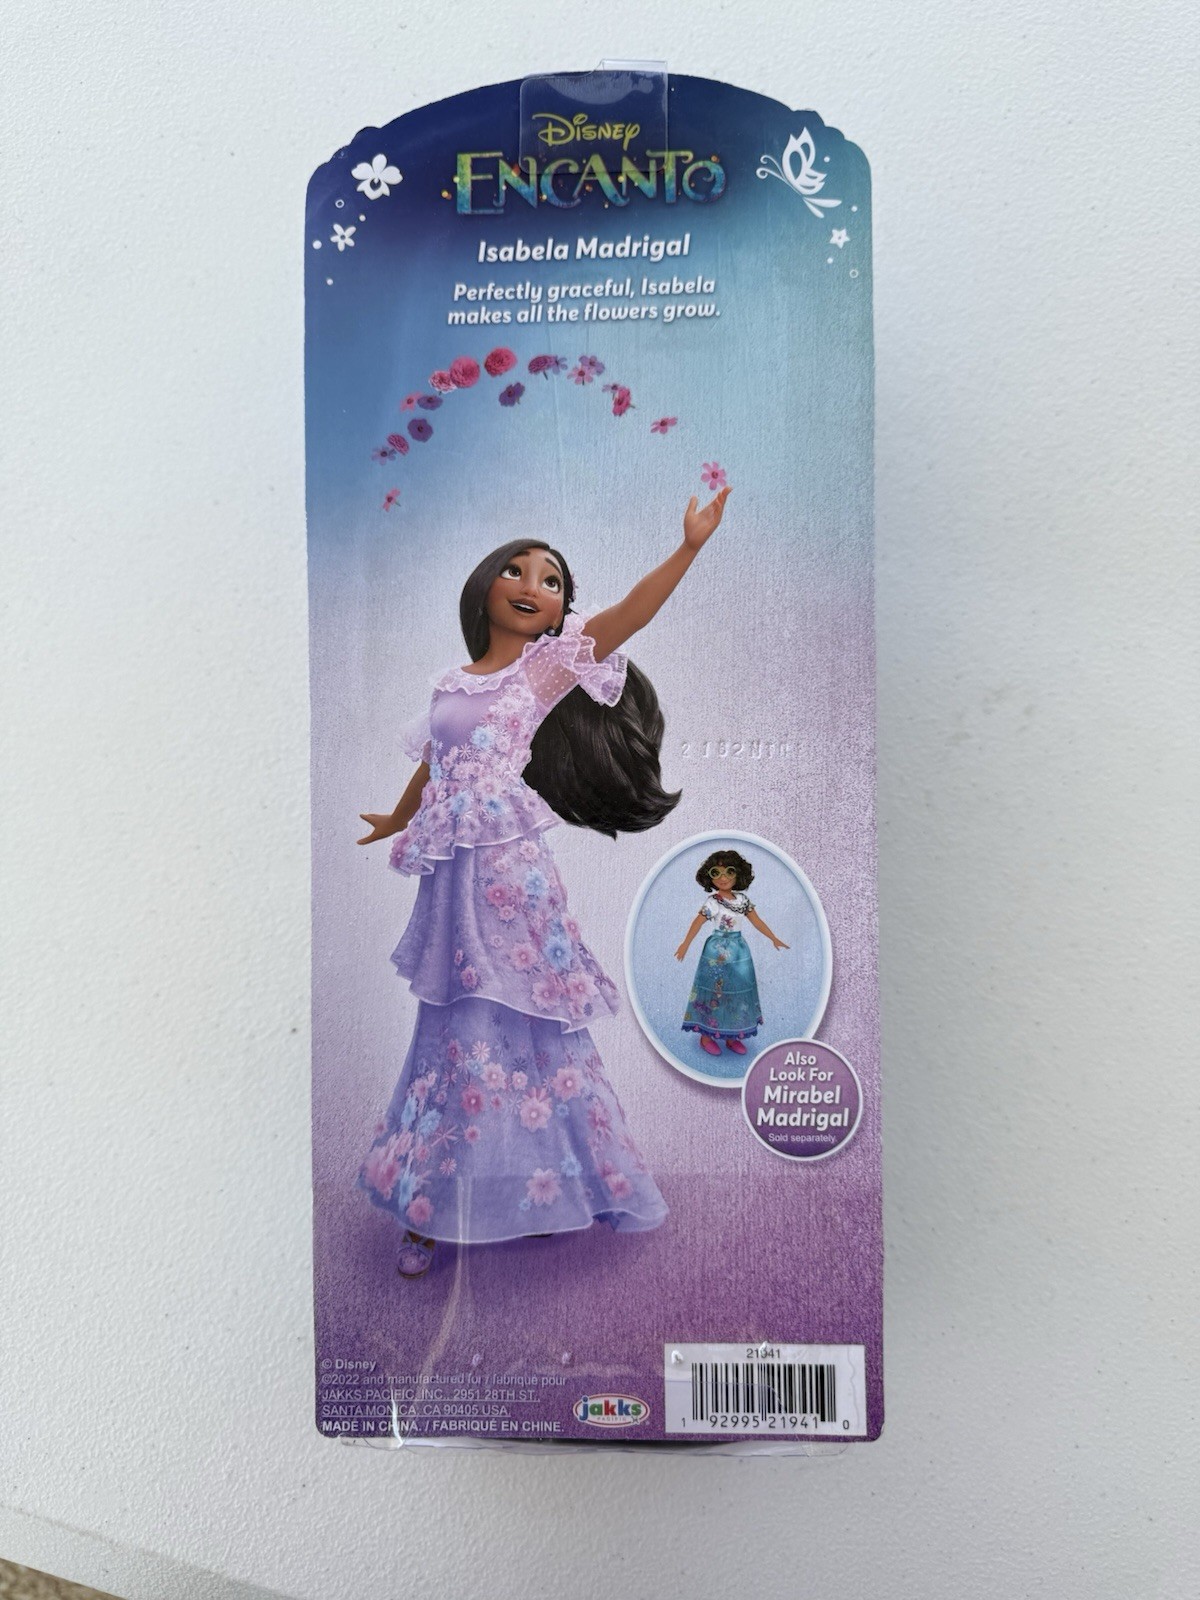 Disney
ENCANTO
Isabela Madrigal
Perfectly graceful, Isabela
makes all the flowers grow.
Also
Look For
Mirabel
Madrigal
Sold separately.
© Disney
©2022 and manufactured for / fabriqué pour
JAKKS PACIFIC, INC., 2951 28TH ST.,
SANTA MONICA, CA 90405 USA.
MADE IN CHINA. / FABRIQUÉ EN CHINE.
jakks
PACIFIC
21941
1 92995 21941 0